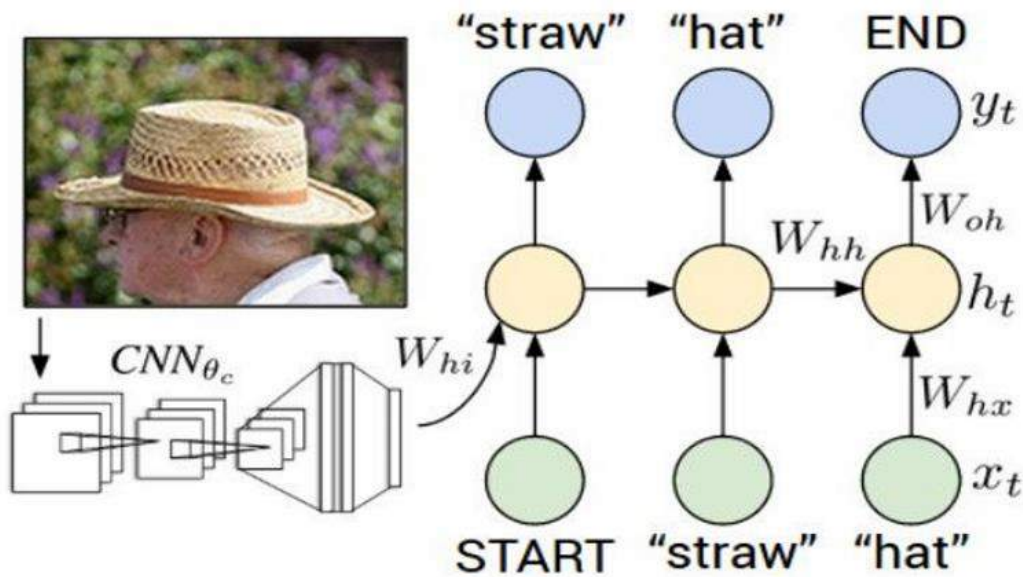 “straw” “hat” END
y_t
W_oh
W_hh
h_t
CNN_θc
W_hi
W_hx
x_t
START “straw” “hat”